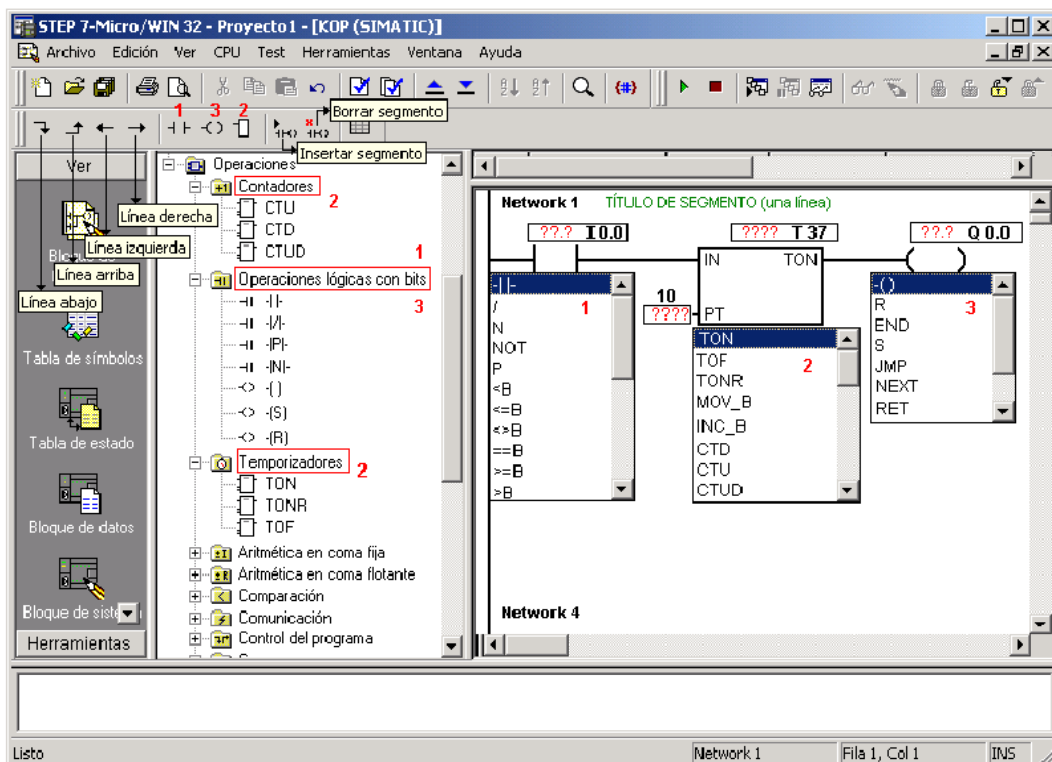 STEP 7-Micro/WIN 32 - Proyecto1 - [KOP (SIMATIC)]
Archivo Edición Ver CPU Test Herramientas Ventana Ayuda
1 3 2
Borrar segmento
Insertar segmento
Ver
Línea derecha
Línea izquierda
Línea arriba
Línea abajo
Tabla de símbolos
Tabla de estado
Bloque de datos
Bloque de
Herramientas
Operaciones
Contadores
2
CTU
CTD
CTUD
1
Operaciones lógicas con bits
3
-| |-
-|/|-
-|P|-
-|N|-
-( )
-(S)
-(R)
Temporizadores
2
TON
TONR
TOF
Aritmética en coma fija
Aritmética en coma flotante
Comparación
Comunicación
Control del programa
Network 1 TÍTULO DE SEGMENTO (una línea)
??.? I0.0
???? T 37
??.? Q 0.0
IN TON
10
???? PT
-| |-
/
N
NOT
P
<B
<=B
<>B
==B
>=B
>B
1
TON
TOF
TONR
MOV_B
INC_B
CTD
CTU
CTUD
2
-( )
R
END
S
JMP
NEXT
RET
3
Network 4
Listo
Network 1
Fila 1, Col 1
INS